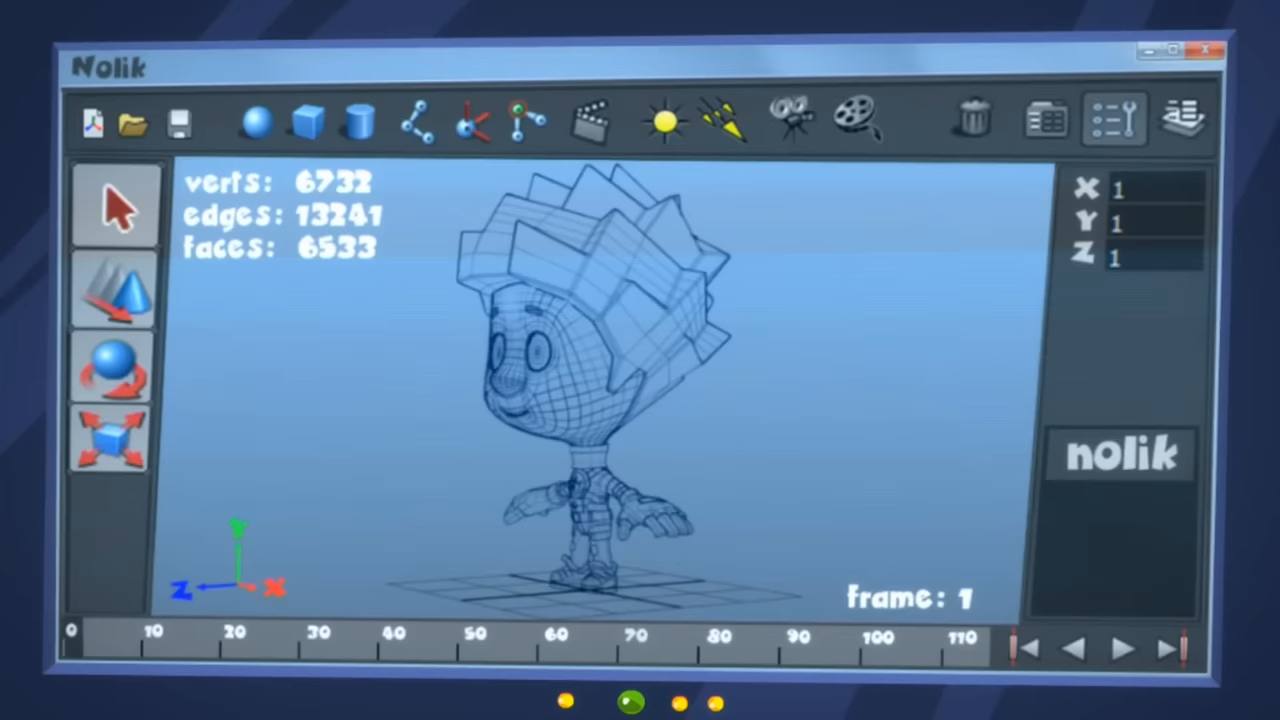 Nolik
verts: 6732
edges: 13241
faces: 6533
X 1
Y 1
Z 1
nolik
Y
Z X
frame: 1
0 10 20 30 40 50 60 70 80 90 100 110